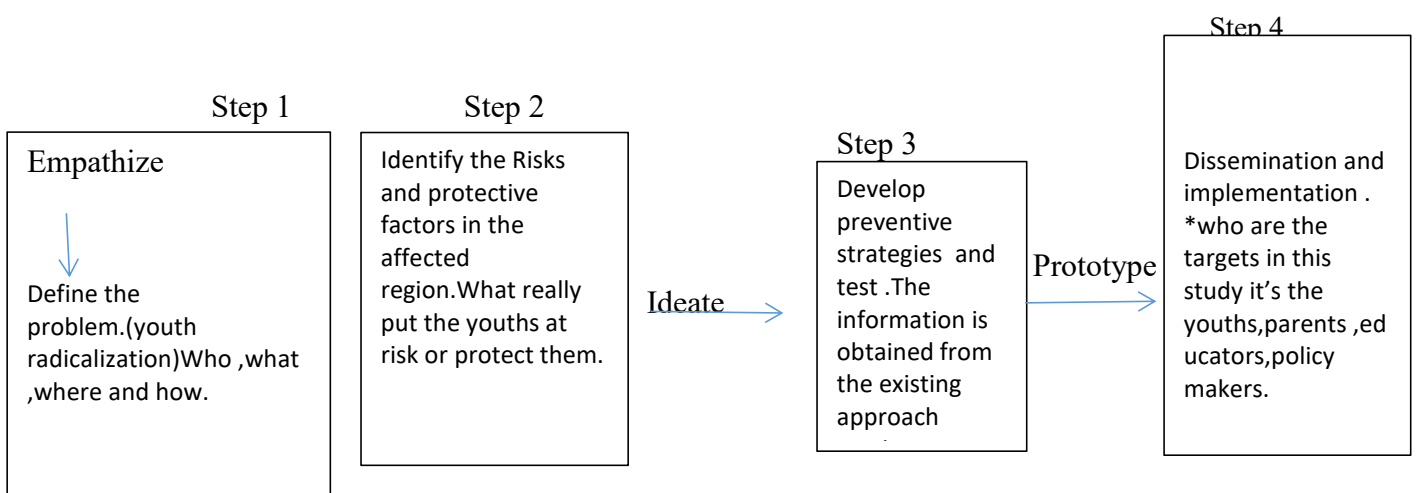 Step 1
Empathize
Define the
problem.(youth
radicalization)Who ,what
,where and how.
Step 2
Identify the Risks
and protective
factors in the
affected
region.What really
put the youths at
risk or protect them.
Ideate
Step 3
Develop
preventive
strategies and
test .The
information is
obtained from
the existing
approach
Prototype
Step 4
Dissemination and
implementation .
*who are the
targets in this
study it’s the
youths,parents ,ed
ucators,policy
makers.